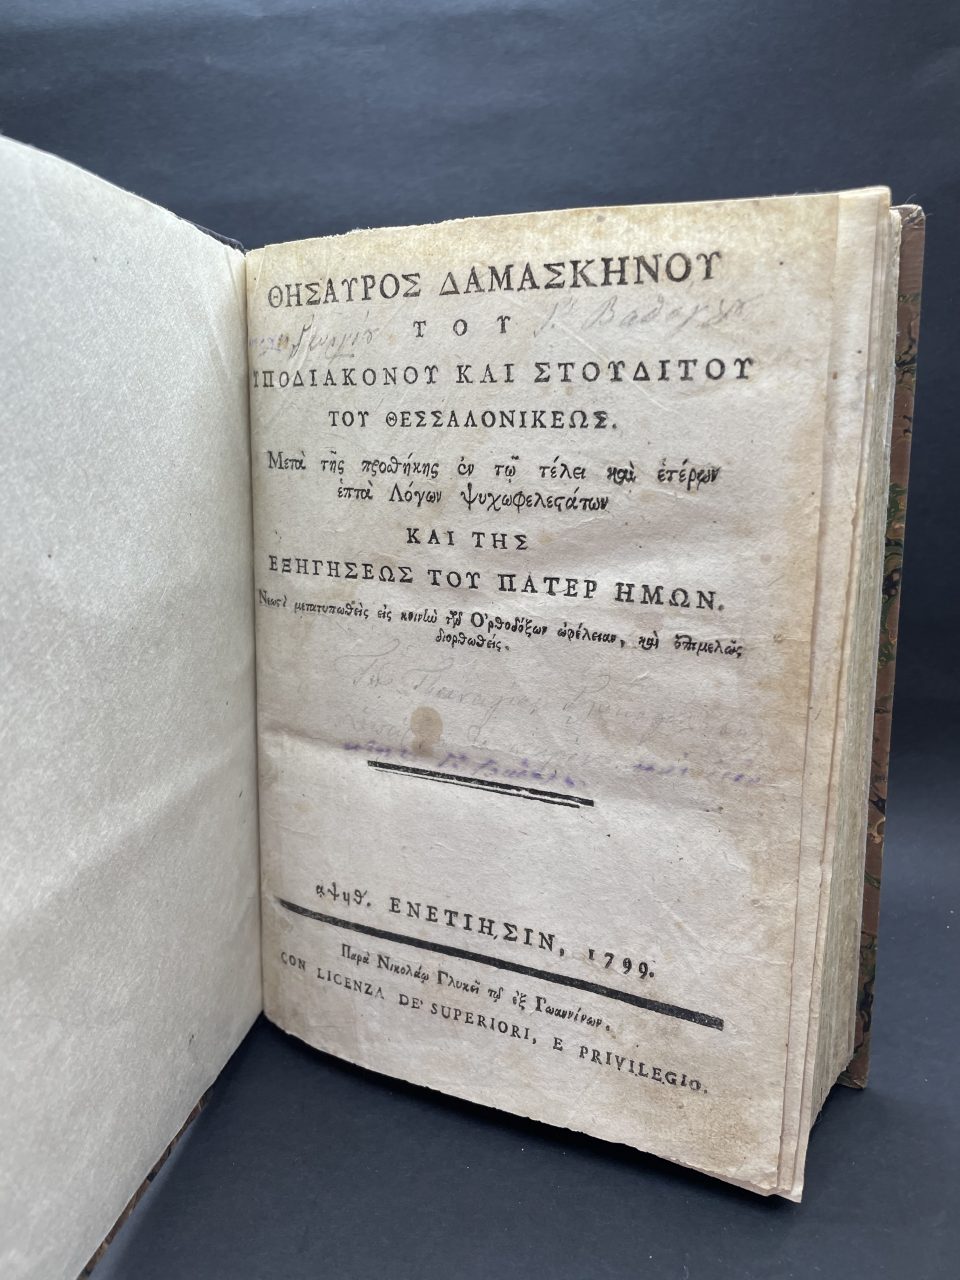 ΘΗΣΑΥΡΟΣ ΔΑΜΑΣΚΗΝΟΥ
ΤΟΥ
ΥΠΟΔΙΑΚΟΝΟΥ ΚΑΙ ΣΤΟΥΔΙΤΟΥ
ΤΟΥ ΘΕΣΣΑΛΟΝΙΚΕΩΣ.
Μετὰ τῆς προσθήκης ἐν τῷ τέλει καὶ ἑτέρων
ἑπτὰ Λόγων ψυχωφελεστάτων
ΚΑΙ ΤΗΣ
ΕΞΗΓΗΣΕΩΣ ΤΟΥ ΠΑΤΕΡ ΗΜΩΝ.
Νεωστὶ μετατυπωθεὶς εἰς κοινὴν τῶν Ὀρθοδόξων ὠφέλειαν, καὶ ἐπιμελῶς
διορθωθείς.
αψηθ. ΕΝΕΤΙΗΣΙΝ, 1799.
Παρὰ Νικολάῳ Γλυκεῖ τῷ ἐξ Ἰωαννίνων.
CON LICENZA DE' SUPERIORI, E PRIVILEGIO.